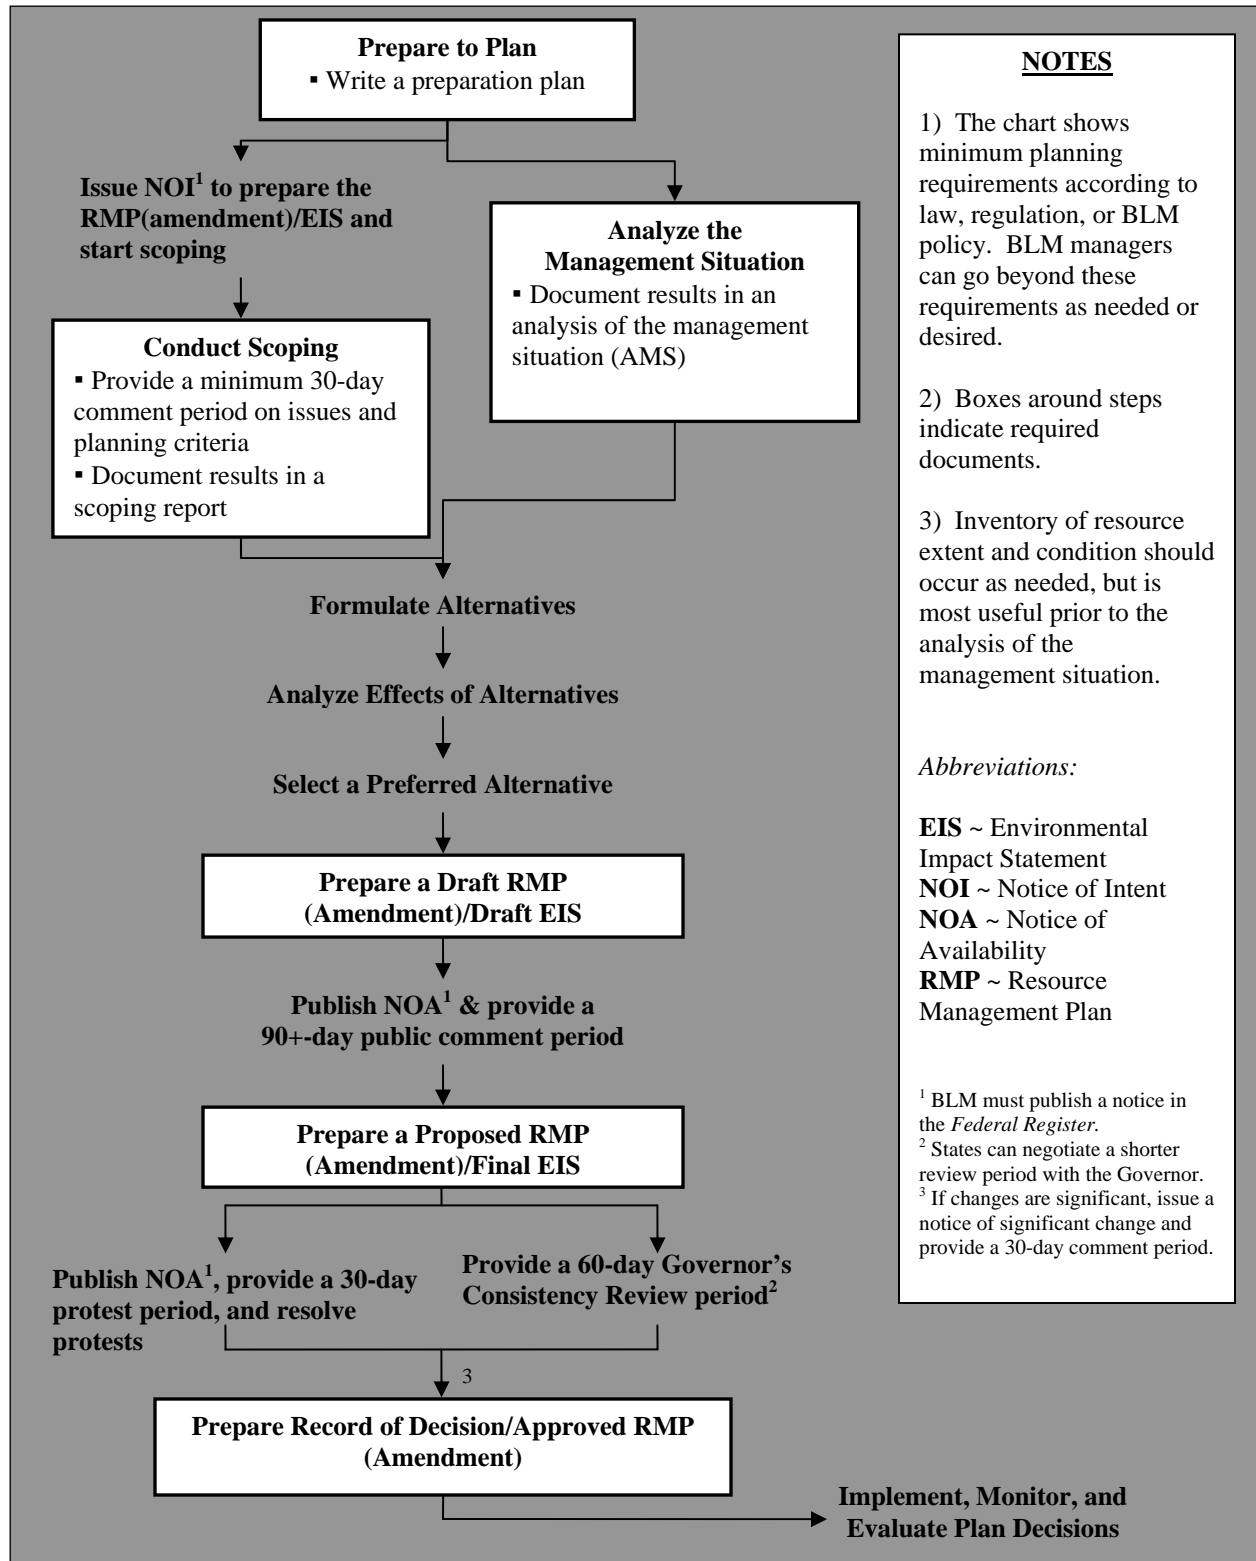 Prepare to Plan
▪ Write a preparation plan
Issue NOI¹ to prepare the
RMP(amendment)/EIS and
start scoping
Analyze the
Management Situation
▪ Document results in an
analysis of the management
situation (AMS)
Conduct Scoping
▪ Provide a minimum 30-day
comment period on issues and
planning criteria
▪ Document results in a
scoping report
Formulate Alternatives
Analyze Effects of Alternatives
Select a Preferred Alternative
Prepare a Draft RMP
(Amendment)/Draft EIS
Publish NOA¹ & provide a
90+-day public comment period
Prepare a Proposed RMP
(Amendment)/Final EIS
Publish NOA¹, provide a 30-day
protest period, and resolve
protests
Provide a 60-day Governor’s
Consistency Review period²
3
Prepare Record of Decision/Approved RMP
(Amendment)
Implement, Monitor, and
Evaluate Plan Decisions
NOTES
1) The chart shows
minimum planning
requirements according to
law, regulation, or BLM
policy. BLM managers
can go beyond these
requirements as needed or
desired.
2) Boxes around steps
indicate required
documents.
3) Inventory of resource
extent and condition should
occur as needed, but is
most useful prior to the
analysis of the
management situation.
Abbreviations:
EIS ~ Environmental
Impact Statement
NOI ~ Notice of Intent
NOA ~ Notice of
Availability
RMP ~ Resource
Management Plan
¹ BLM must publish a notice in
the Federal Register.
² States can negotiate a shorter
review period with the Governor.
³ If changes are significant, issue a
notice of significant change and
provide a 30-day comment period.